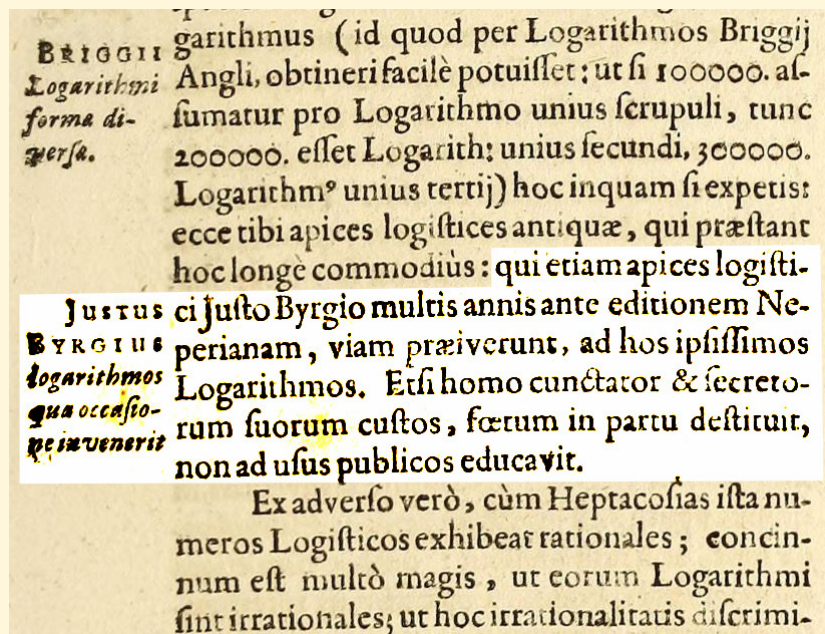 BRIGGII
Logarithmi
forma di-
versa.
garithmus (id quod per Logarithmos Briggij
Angli, obtineri facilè potuiſſet; ut ſi 100000. aſ-
ſumatur pro Logarithmo unius ſcrupuli, tunc
200000. eſſet Logarith: unius ſecundi, 300000.
Logarithmꝰ unius tertij) hoc inquam ſi expetis:
ecce tibi apices logiſtices antiquæ, qui præſtant
hoc longè commodiùs: qui etiam apices logiſti-
JUSTUS
BYRGIUS
logarithmos
qua occaſio-
ne invenerit
ci Juſto Byrgio multis annis ante editionem Ne-
perianam, viam præiverunt, ad hos ipſiſſimos
Logarithmos. Etſi homo cunctator & ſecreto-
rum ſuorum cuſtos, fœtum in partu deſtituit,
non ad uſus publicos educavit.
Ex adverſo verò, cùm Heptacoſias iſta nu-
meros Logiſticos exhibeat rationales; concin-
num eſt multò magis, ut eorum Logarithmi
ſint irrationales; ut hoc irrationalitatis diſcrimi-